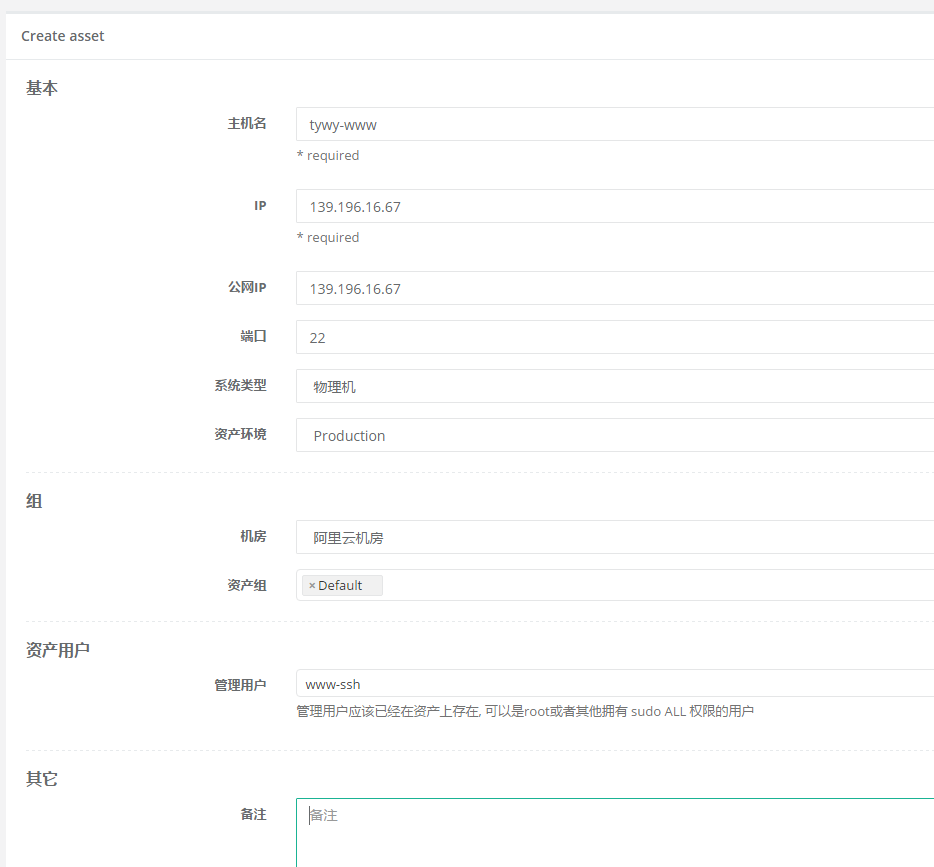 Create asset
基本
主机名
tywy-www
* required
IP
139.196.16.67
* required
公网IP
139.196.16.67
端口
22
系统类型
物理机
资产环境
Production
组
机房
阿里云机房
资产组
× Default
资产用户
管理用户
www-ssh
管理用户应该已经在资产上存在, 可以是root或者其他拥有 sudo ALL 权限的用户
其它
备注
备注